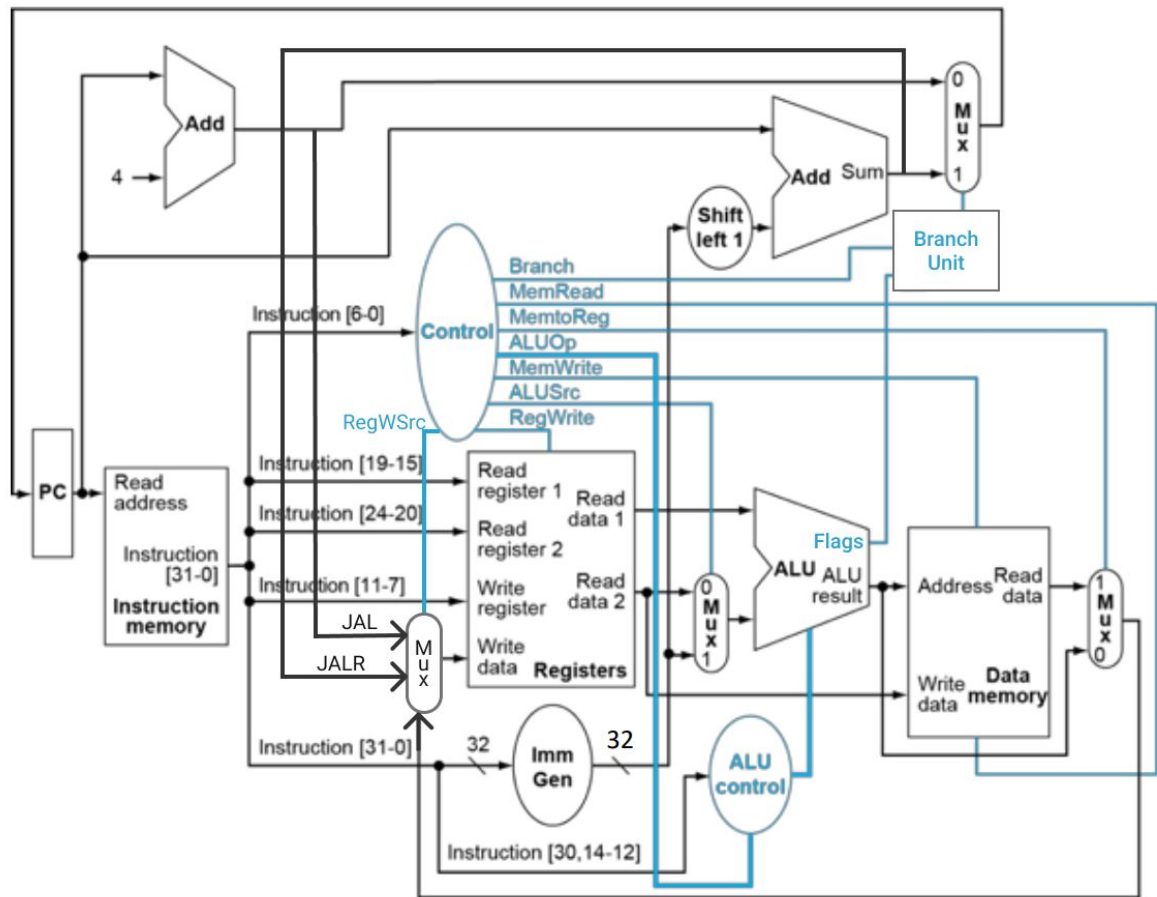 Add
4
0
Mux
1
Add
Sum
Shift
left 1
Branch
Unit
Branch
MemRead
MemtoReg
ALUOp
MemWrite
ALUSrc
RegWrite
Control
Instruction [6-0]
RegWSrc
PC
Read
address
Instruction
[31-0]
Instruction
memory
Instruction [19-15]
Instruction [24-20]
Instruction [11-7]
JAL
JALR
Mux
Read
register 1
Read
register 2
Write
register
Write
data
Read
data 1
Read
data 2
Registers
0
Mux
1
Flags
ALU
ALU
result
Address
Read
data
Write
data
Data
memory
1
Mux
0
Instruction [31-0]
32
Imm
Gen
32
ALU
control
Instruction [30,14-12]